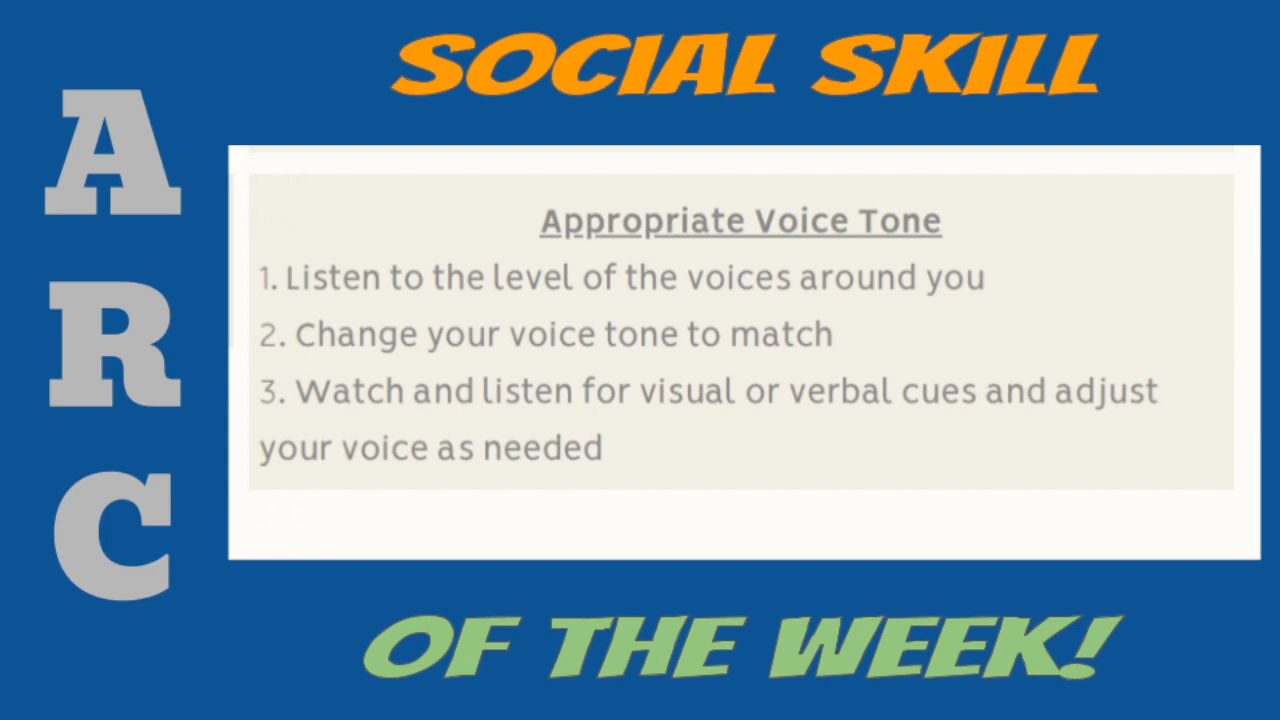 SOCIAL SKILL
A
R
C
Appropriate Voice Tone
1. Listen to the level of the voices around you
2. Change your voice tone to match
3. Watch and listen for visual or verbal cues and adjust
your voice as needed
OF THE WEEK!